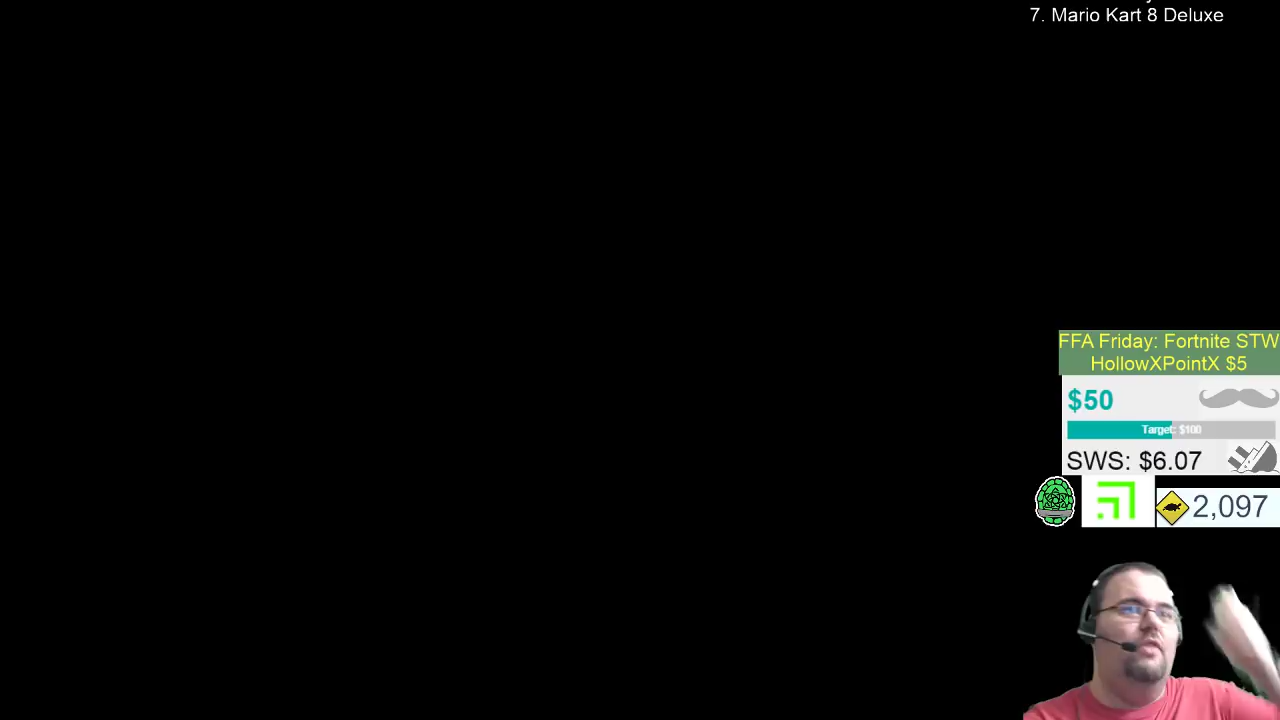 7. Mario Kart 8 Deluxe
FFA Friday: Fortnite STW
HollowXPointX $5
$50
Target: $100
SWS: $6.07
2,097